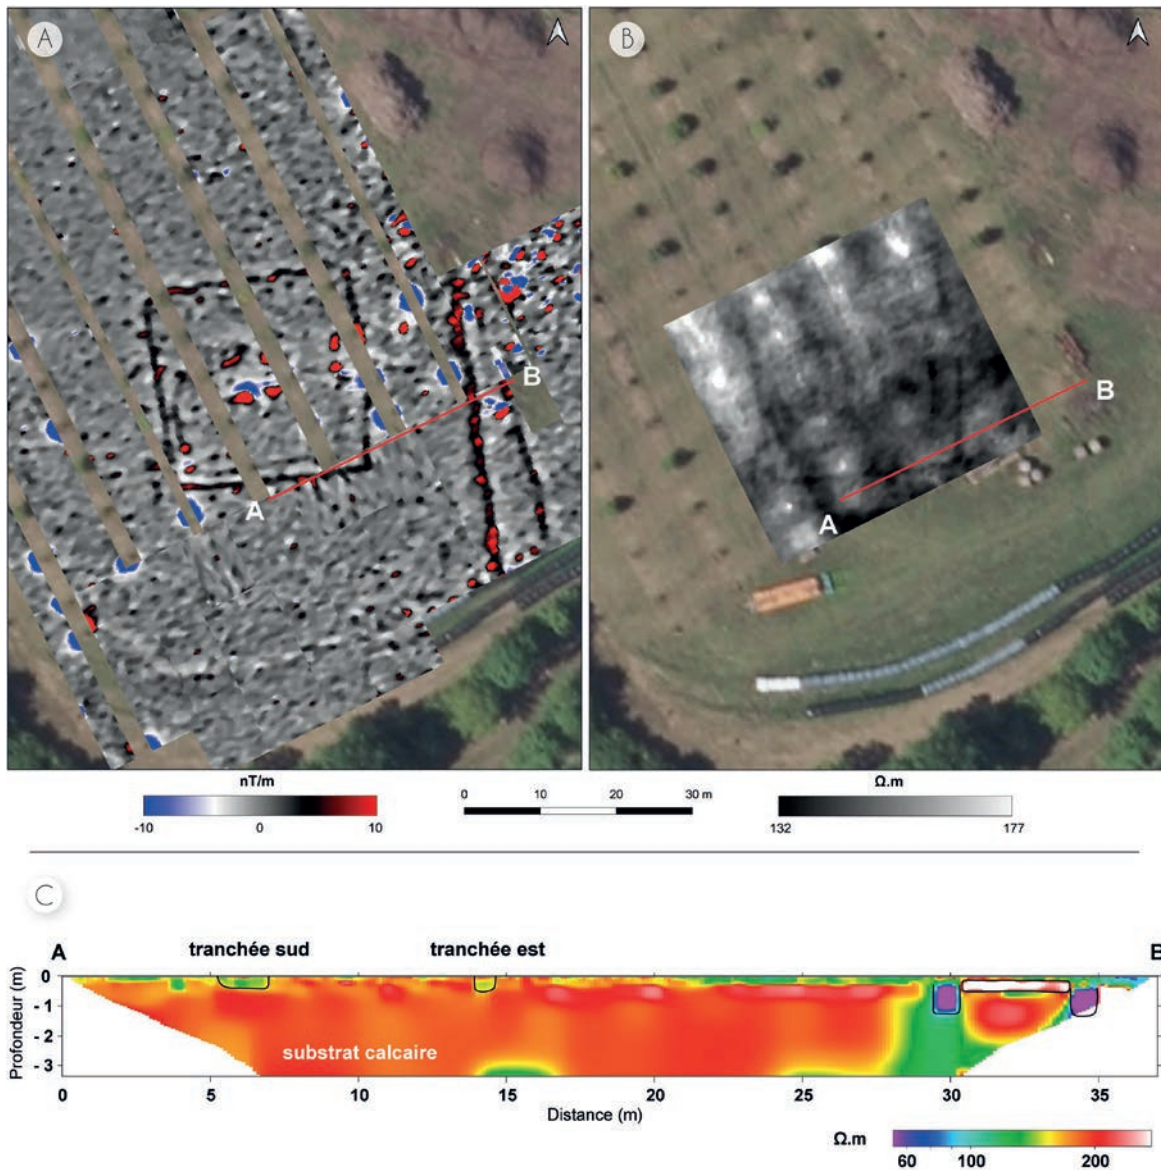 A
B
B
B
A
A
nT/m
-10 0 10
0 10 20 30 m
Ω.m
132 177
C
A tranchée sud tranchée est B
Profondeur (m)
0
- 1
- 2
- 3
substrat calcaire
0 5 10 15 20 25 30 35
Distance (m)
Ω.m
60 100 200